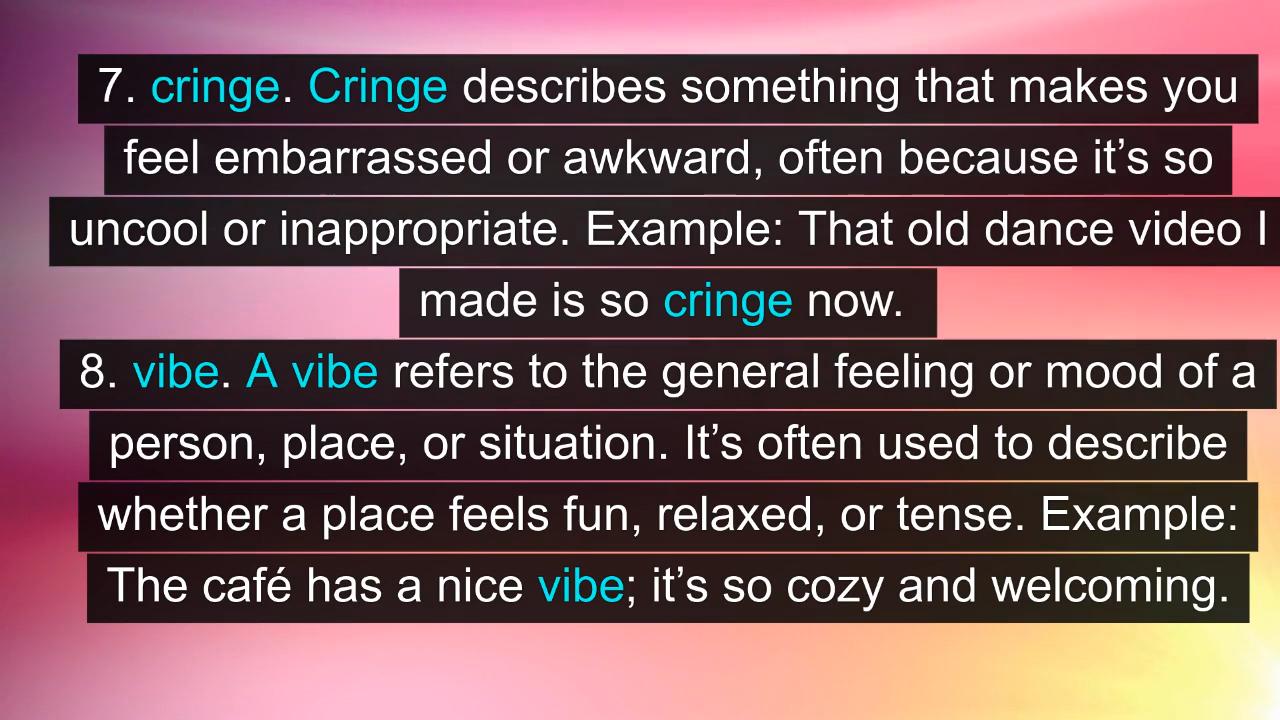 7. cringe. Cringe describes something that makes you
feel embarrassed or awkward, often because it’s so
uncool or inappropriate. Example: That old dance video I
made is so cringe now.
8. vibe. A vibe refers to the general feeling or mood of a
person, place, or situation. It’s often used to describe
whether a place feels fun, relaxed, or tense. Example:
The café has a nice vibe; it’s so cozy and welcoming.